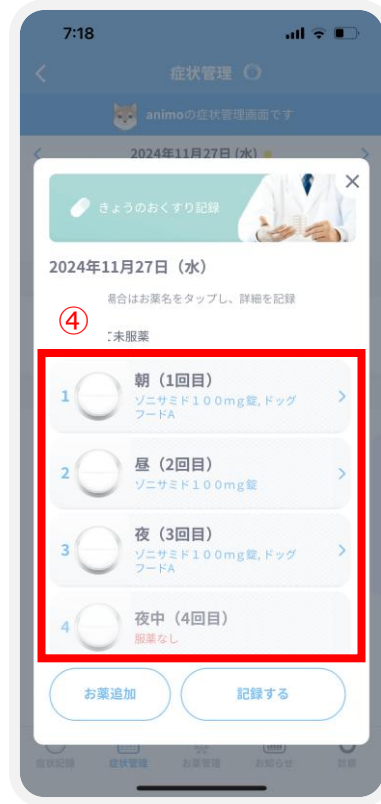 7:18
症状管理
animoの症状管理画面です
2024年11月27日 (水)
きょうのおくすり記録
2024年11月27日（水）
場合はお薬名をタップし、詳細を記録
④
て未服薬
1
朝（1回目）
ゾニサミド１００mg錠,ドッグ
フードA
2
昼（2回目）
ゾニサミド１００mg錠
3
夜（3回目）
ゾニサミド１００mg錠,ドッグ
フードA
4
夜中（4回目）
服薬なし
お薬追加
記録する
症状記録
症状管理
お薬管理
お知らせ